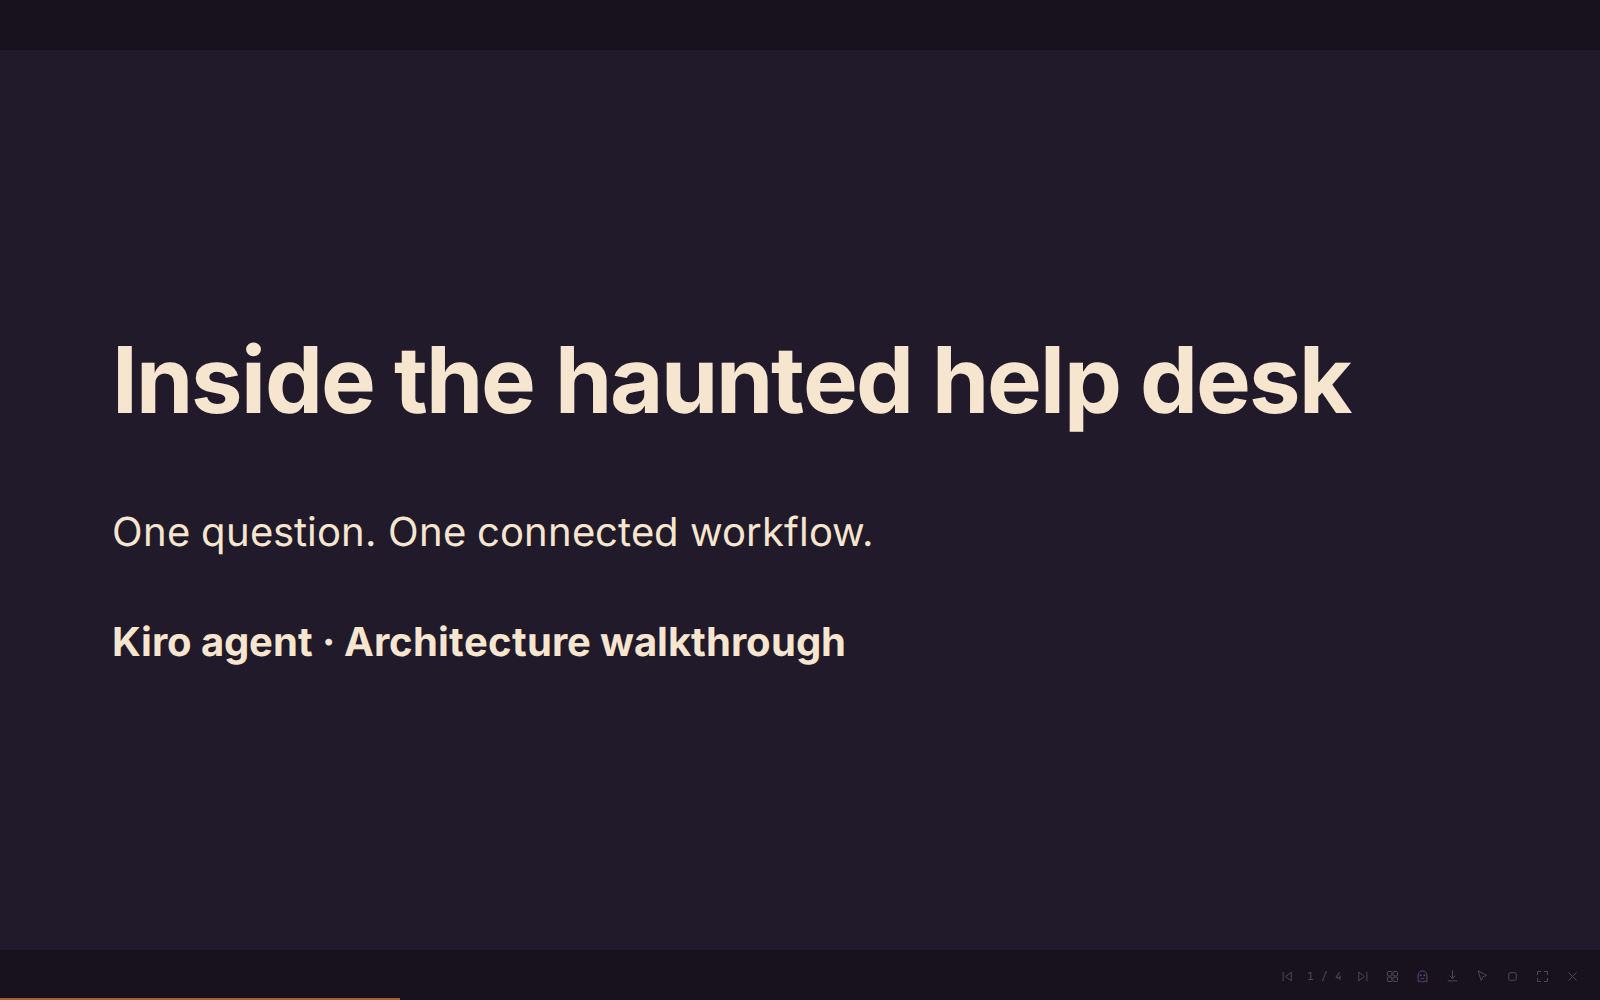 Inside the haunted help desk
One question. One connected workflow.
Kiro agent · Architecture walkthrough
1 / 4